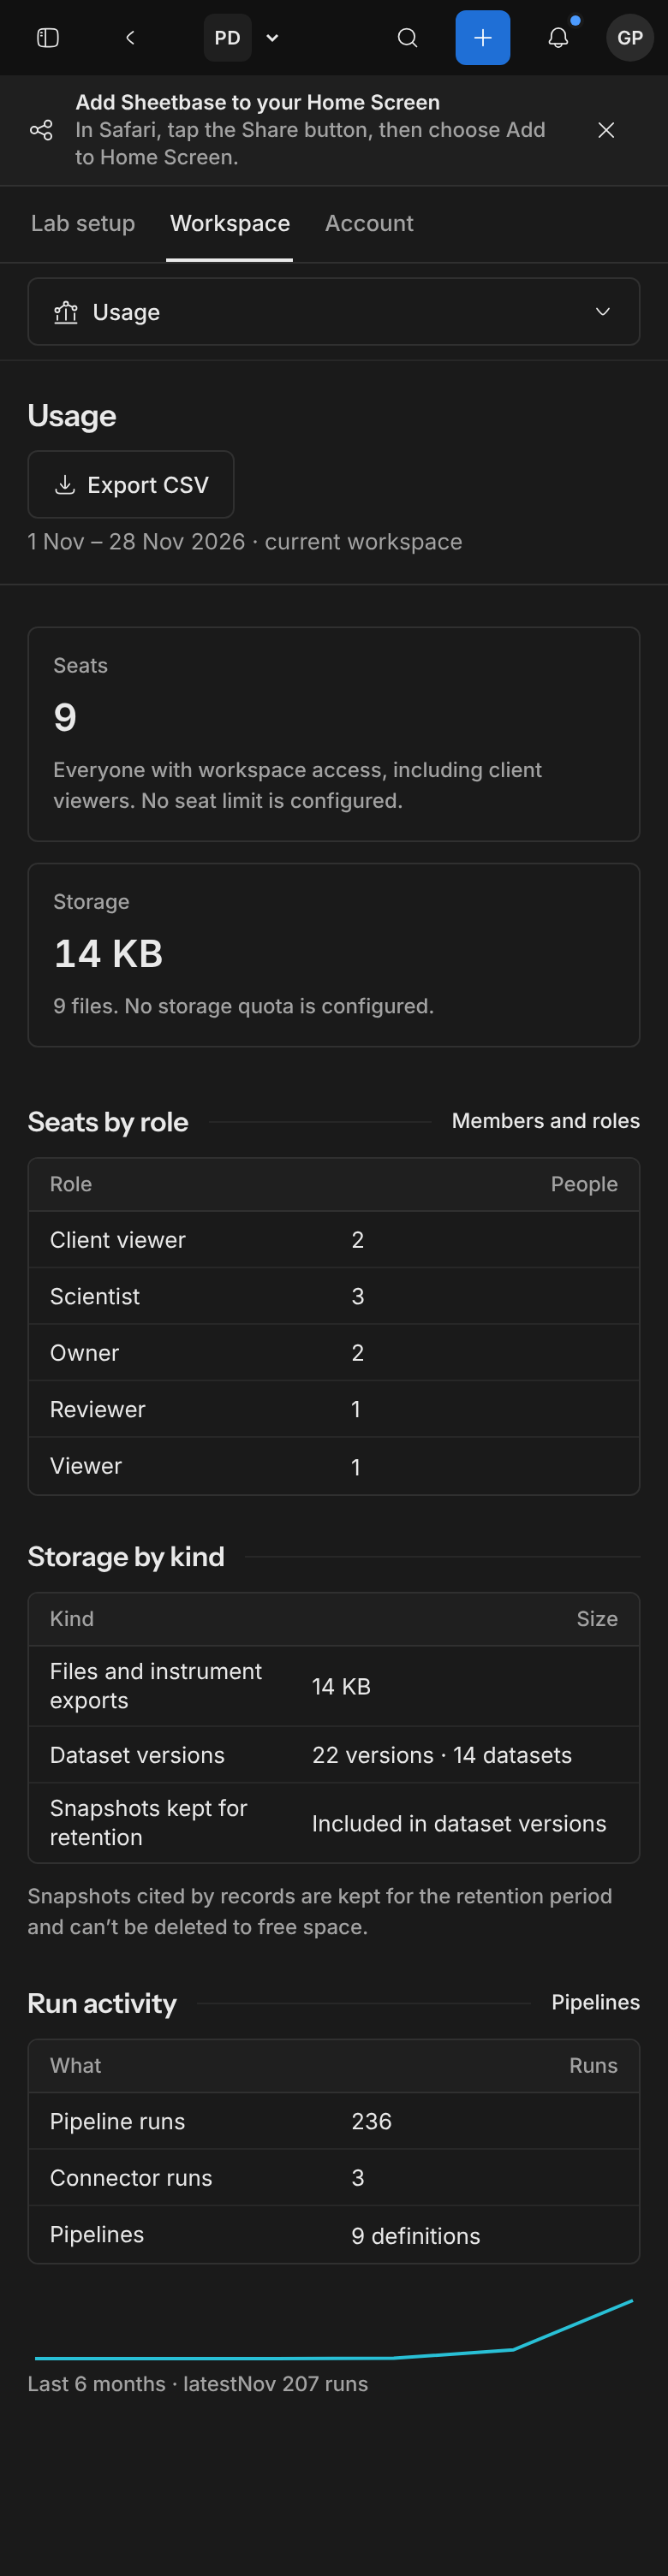 PD
GP
Add Sheetbase to your Home Screen
In Safari, tap the Share button, then choose Add
to Home Screen.
Lab setup
Workspace
Account
Usage
Usage
Export CSV
1 Nov – 28 Nov 2026 · current workspace
Seats
9
Everyone with workspace access, including client
viewers. No seat limit is configured.
Storage
14 KB
9 files. No storage quota is configured.
Seats by role
Members and roles
Role People
Client viewer 2
Scientist 3
Owner 2
Reviewer 1
Viewer 1
Storage by kind
Kind Size
Files and instrument
exports
14 KB
Dataset versions 22 versions · 14 datasets
Snapshots kept for
retention
Included in dataset versions
Snapshots cited by records are kept for the retention period
and can’t be deleted to free space.
Run activity
Pipelines
What Runs
Pipeline runs 236
Connector runs 3
Pipelines 9 definitions
Last 6 months · latestNov 207 runs